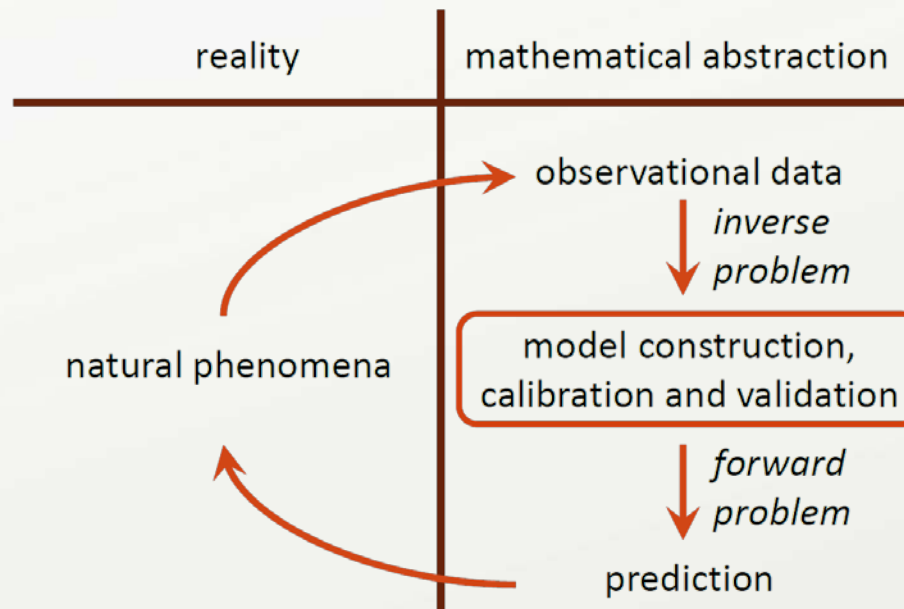 reality
mathematical abstraction
observational data
inverse
problem
natural phenomena
model construction,
calibration and validation
forward
problem
prediction